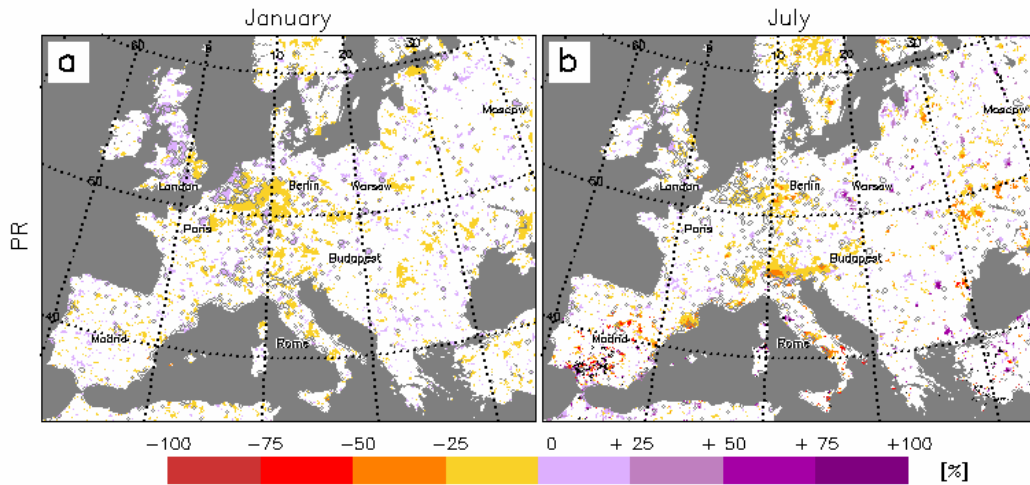 January July
a b
60 0 10 20 30 60 0 10 20 30
Moscow Moscow
London Berlin Warsaw London Berlin Warsaw
50 50
Paris Paris
PR
Budapest Budapest
40 40
Madrid Rome Madrid Rome
-100 -75 -50 -25 0 + 25 + 50 + 75 +100
[%]